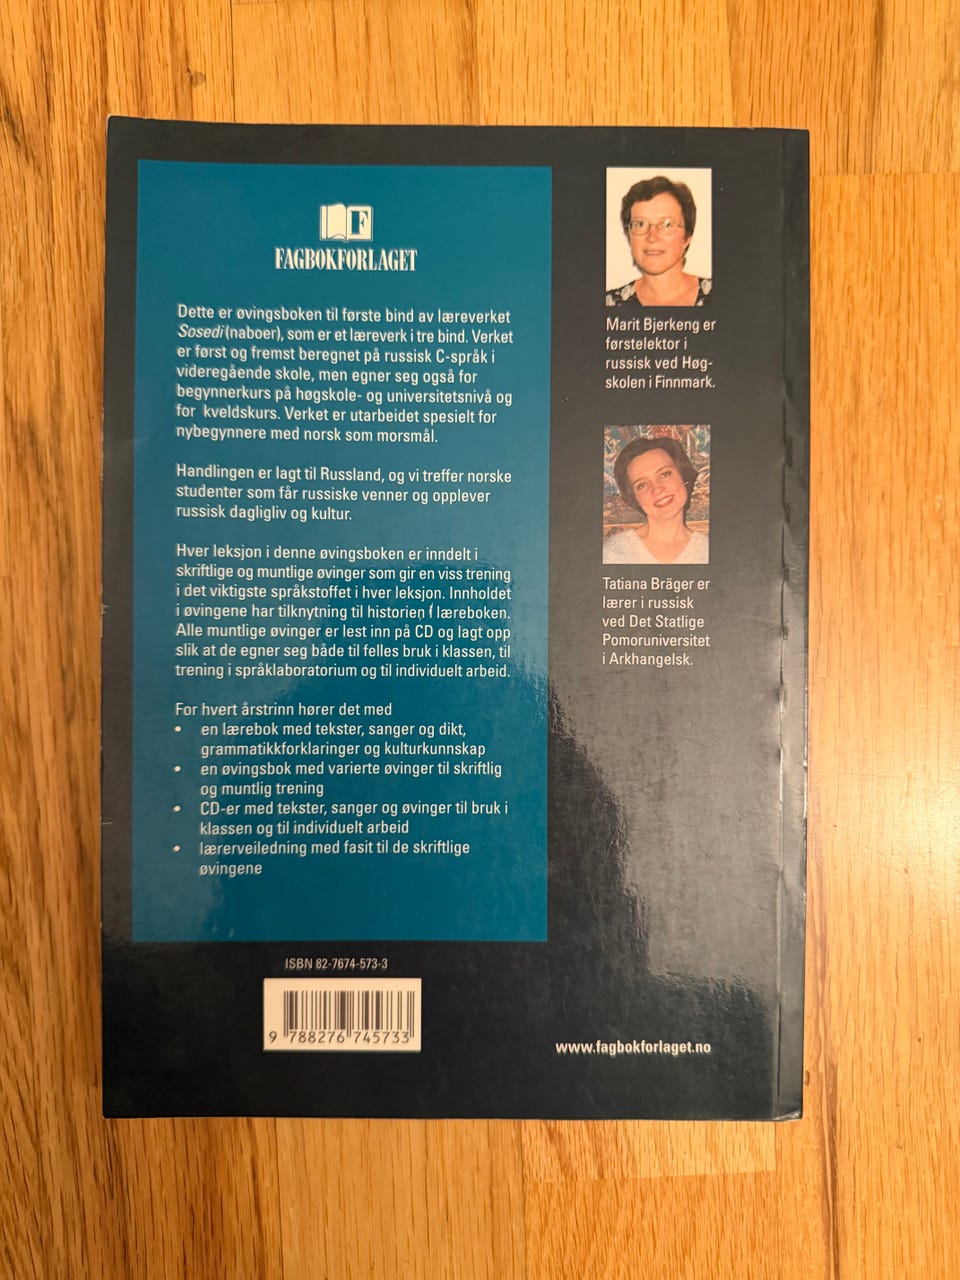 F
FAGBOKFORLAGET
Dette er øvingsboken til første bind av læreverket
Sosedi (naboer), som er et læreverk i tre bind. Verket
er først og fremst beregnet på russisk C-språk i
videregående skole, men egner seg også for
begynnerkurs på høgskole- og universitetsnivå og
for kveldskurs. Verket er utarbeidet spesielt for
nybegynnere med norsk som morsmål.
Handlingen er lagt til Russland, og vi treffer norske
studenter som får russiske venner og opplever
russisk dagligliv og kultur.
Hver leksjon i denne øvingsboken er inndelt i
skriftlige og muntlige øvinger som gir en viss trening
i det viktigste språkstoffet i hver leksjon. Innholdet
i øvingene har tilknytning til historien i læreboken.
Alle muntlige øvinger er lest inn på CD og lagt opp
slik at de egner seg både til felles bruk i klassen, til
trening i språklaboratorium og til individuelt arbeid.
For hvert årstrinn hører det med
• en lærebok med tekster, sanger og dikt,
grammatikkforklaringer og kulturkunnskap
• en øvingsbok med varierte øvinger til skriftlig
og muntlig trening
• CD-er med tekster, sanger og øvinger til bruk i
klassen og til individuelt arbeid
• lærerveiledning med fasit til de skriftlige
øvingene
Marit Bjerkeng er
førstelektor i
russisk ved Høg-
skolen i Finnmark.
Tatiana Bräger er
lærer i russisk
ved Det Statlige
Pomoruniversitet
i Arkhangelsk.
ISBN 82-7674-573-3
9 788276 745733
www.fagbokforlaget.no